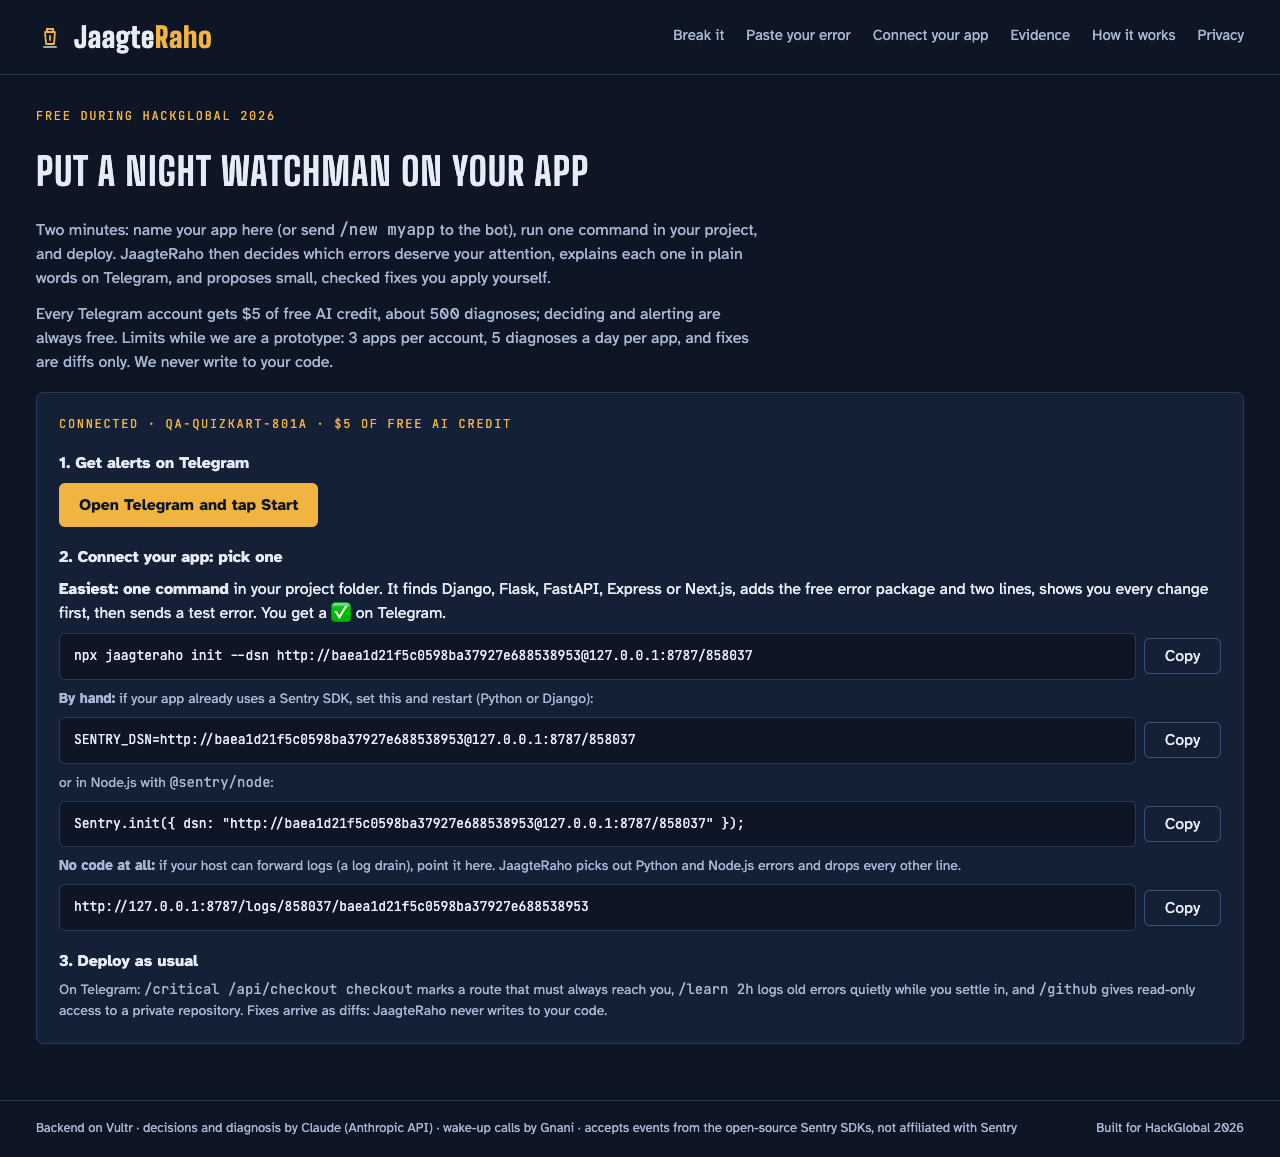 JaagteRaho
Break it
Paste your error
Connect your app
Evidence
How it works
Privacy
FREE DURING HACKGLOBAL 2026
PUT A NIGHT WATCHMAN ON YOUR APP
Two minutes: name your app here (or send /new myapp to the bot), run one command in your project,
and deploy. JaagteRaho then decides which errors deserve your attention, explains each one in plain
words on Telegram, and proposes small, checked fixes you apply yourself.
Every Telegram account gets $5 of free AI credit, about 500 diagnoses; deciding and alerting are
always free. Limits while we are a prototype: 3 apps per account, 5 diagnoses a day per app, and fixes
are diffs only. We never write to your code.
CONNECTED · QA-QUIZKART-801A · $5 OF FREE AI CREDIT
1. Get alerts on Telegram
Open Telegram and tap Start
2. Connect your app: pick one
Easiest: one command in your project folder. It finds Django, Flask, FastAPI, Express or Next.js, adds the free error package and two lines, shows you every change
first, then sends a test error. You get a ✅ on Telegram.
npx jaagteraho init --dsn http://baea1d21f5c0598ba37927e688538953@127.0.0.1:8787/858037
Copy
By hand: if your app already uses a Sentry SDK, set this and restart (Python or Django):
SENTRY_DSN=http://baea1d21f5c0598ba37927e688538953@127.0.0.1:8787/858037
Copy
or in Node.js with @sentry/node:
Sentry.init({ dsn: "http://baea1d21f5c0598ba37927e688538953@127.0.0.1:8787/858037" });
Copy
No code at all: if your host can forward logs (a log drain), point it here. JaagteRaho picks out Python and Node.js errors and drops every other line.
http://127.0.0.1:8787/logs/858037/baea1d21f5c0598ba37927e688538953
Copy
3. Deploy as usual
On Telegram: /critical /api/checkout checkout marks a route that must always reach you, /learn 2h logs old errors quietly while you settle in, and /github gives read-only
access to a private repository. Fixes arrive as diffs: JaagteRaho never writes to your code.
Backend on Vultr · decisions and diagnosis by Claude (Anthropic API) · wake-up calls by Gnani · accepts events from the open-source Sentry SDKs, not affiliated with Sentry
Built for HackGlobal 2026